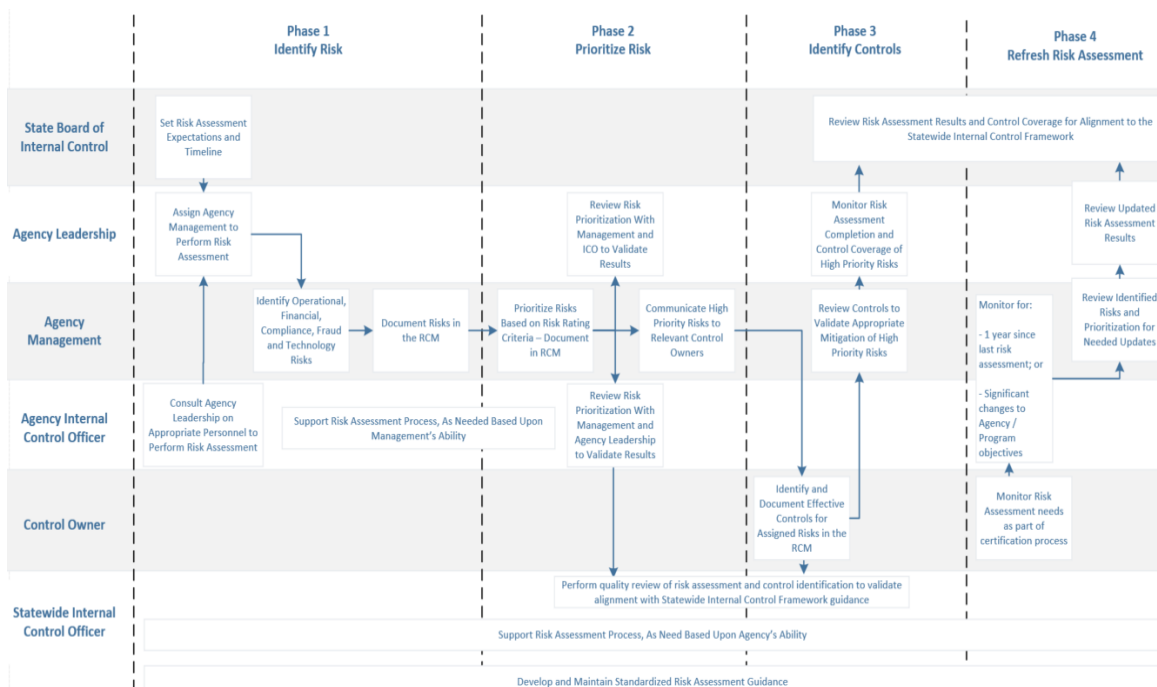 Phase 1
Identify Risk
Phase 2
Prioritize Risk
Phase 3
Identify Controls
Phase 4
Refresh Risk Assessment
State Board of
Internal Control
Set Risk Assessment
Expectations and
Timeline
Review Risk Assessment Results and Control Coverage for Alignment to the
Statewide Internal Control Framework
Agency Leadership
Assign Agency
Management to
Perform Risk
Assessment
Review Risk
Prioritization With
Management and
ICO to Validate
Results
Monitor Risk
Assessment
Completion and
Control Coverage of
High Priority Risks
Review Updated
Risk Assessment
Results
Agency
Management
Identify Operational,
Financial,
Compliance, Fraud
and Technology
Risks
Document Risks in
the RCM
Prioritize Risks
Based on Risk Rating
Criteria – Document
in RCM
Communicate High
Priority Risks to
Relevant Control
Owners
Review Controls to
Validate Appropriate
Mitigation of High
Priority Risks
Monitor for:
- 1 year since
last risk
assessment; or
- Significant
changes to
Agency /
Program
objectives
Review Identified
Risks and
Prioritization for
Needed Updates
Agency Internal
Control Officer
Consult Agency
Leadership on
Appropriate Personnel to
Perform Risk Assessment
Support Risk Assessment Process, As Needed Based Upon
Management's Ability
Review Risk
Prioritization With
Management and
Agency Leadership
to Validate Results
Control Owner
Identify and
Document Effective
Controls for
Assigned Risks in the
RCM
Monitor Risk
Assessment needs
as part of
certification process
Statewide Internal
Control Officer
Perform quality review of risk assessment and control identification to validate
alignment with Statewide Internal Control Framework guidance
Support Risk Assessment Process, As Need Based Upon Agency's Ability
Develop and Maintain Standardized Risk Assessment Guidance